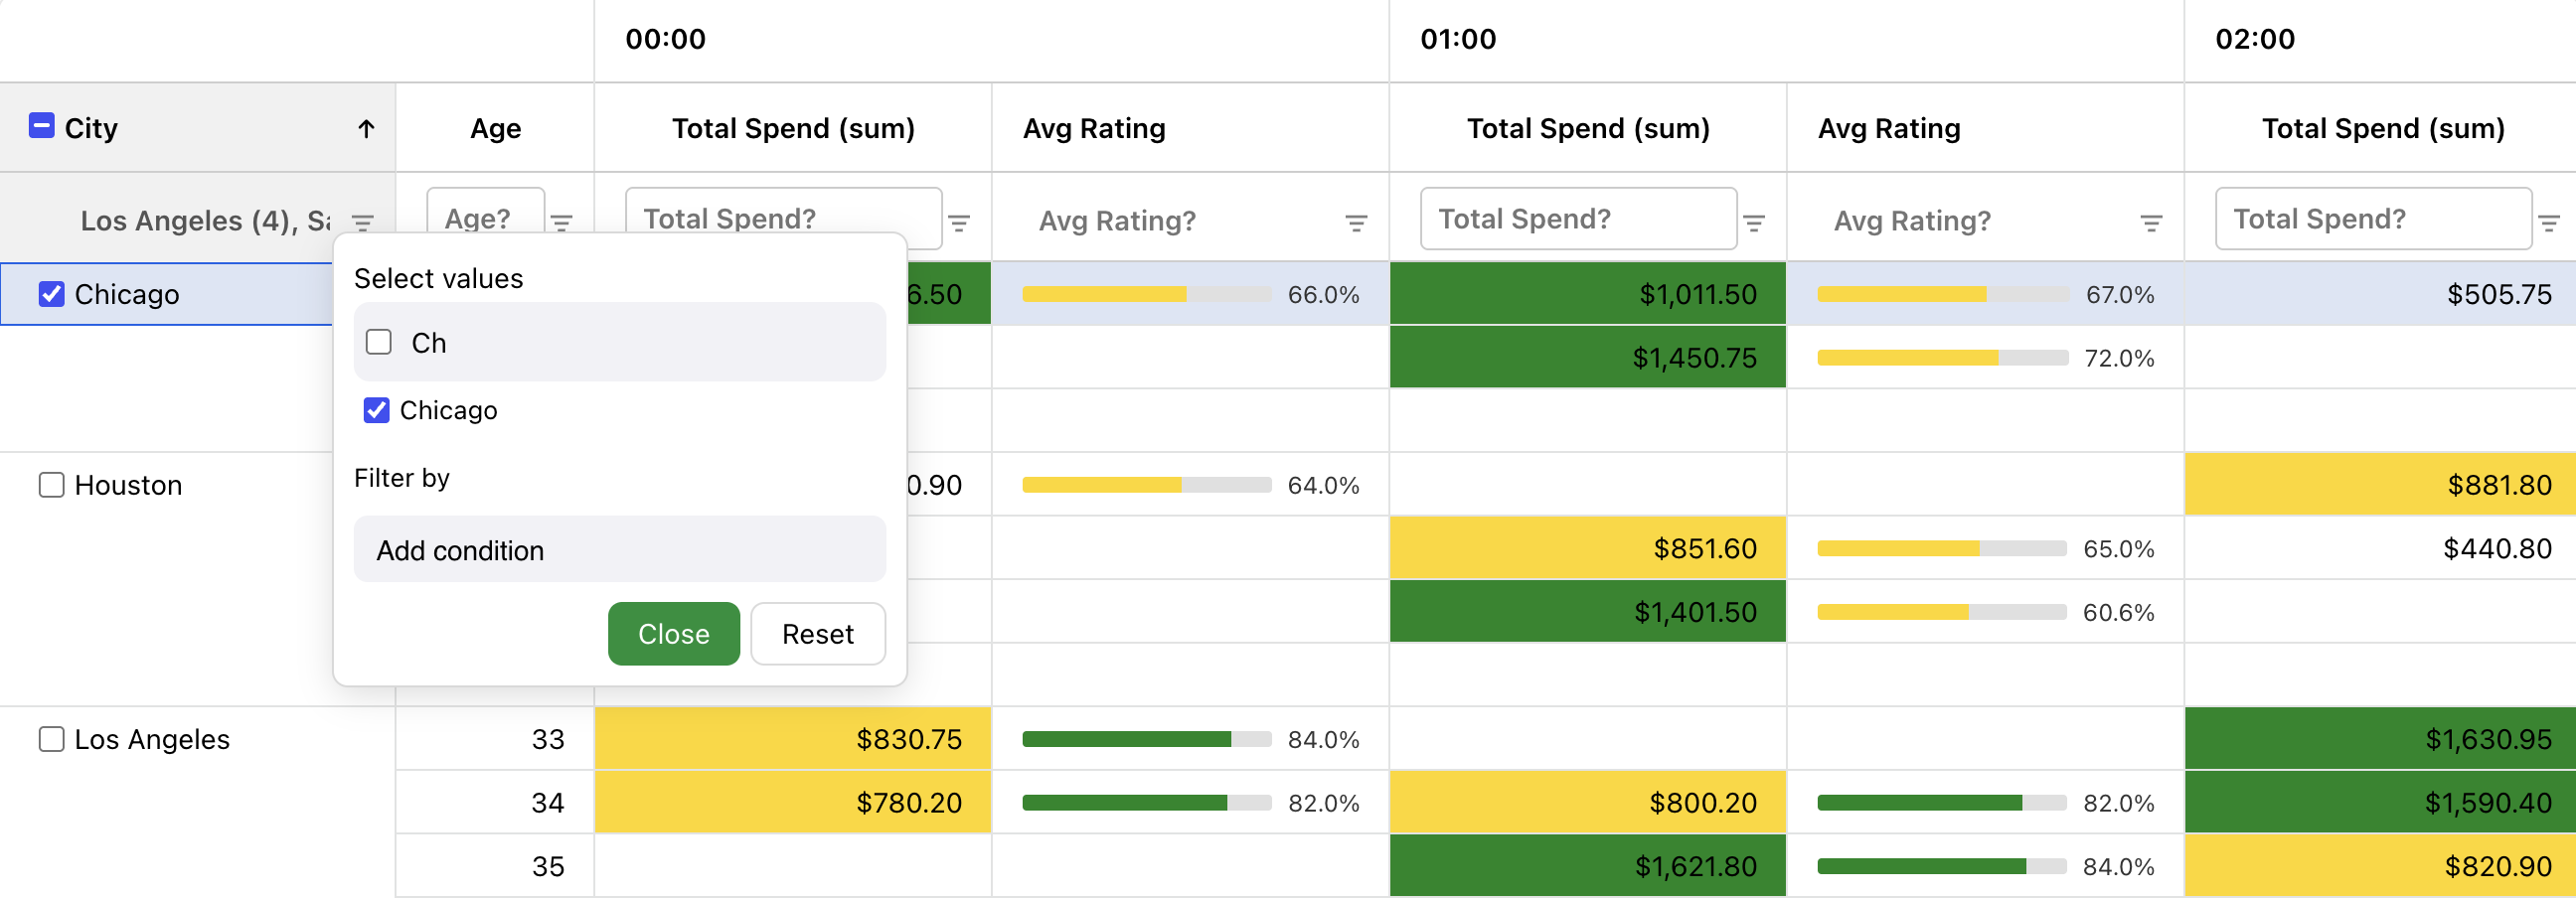 00:00 01:00 02:00
City Age Total Spend (sum) Avg Rating Total Spend (sum) Avg Rating Total Spend (sum)
Los Angeles (4), Age? Total Spend? Avg Rating? Total Spend? Avg Rating? Total Spend?
Chicago 6.50 66.0% $1,011.50 67.0% $505.75
$1,450.75 72.0%
Select values
Ch
Chicago
Filter by
Add condition
Close Reset
Houston 0.90 64.0% $881.80
$851.60 65.0% $440.80
$1,401.50 60.6%
Los Angeles 33 $830.75 84.0% $1,630.95
34 $780.20 82.0% $800.20 82.0% $1,590.40
35 $1,621.80 84.0% $820.90